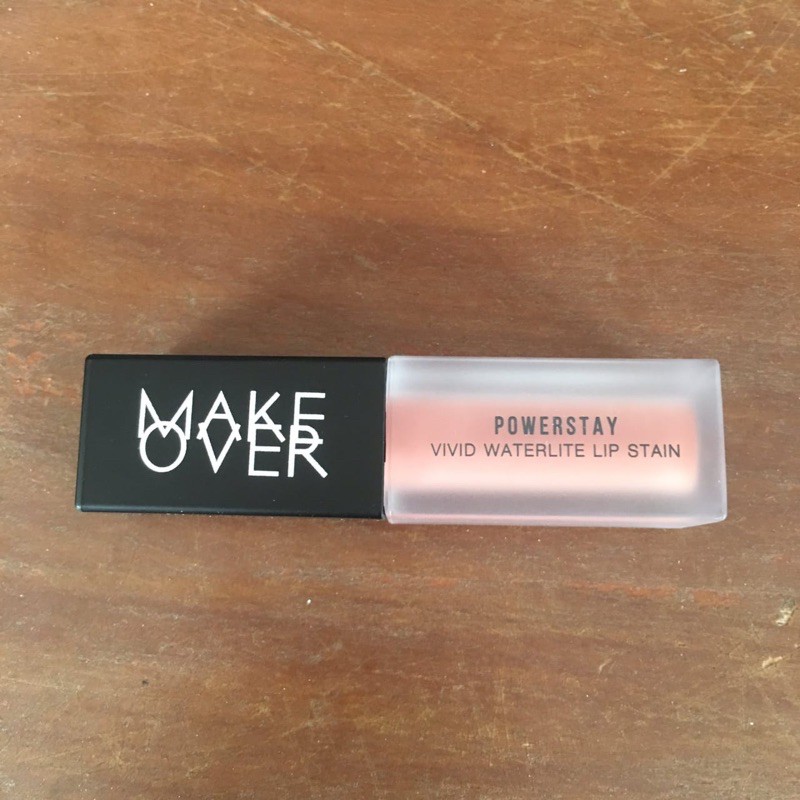 MAKE
OVER
POWERSTAY
VIVID WATERLITE LIP STAIN